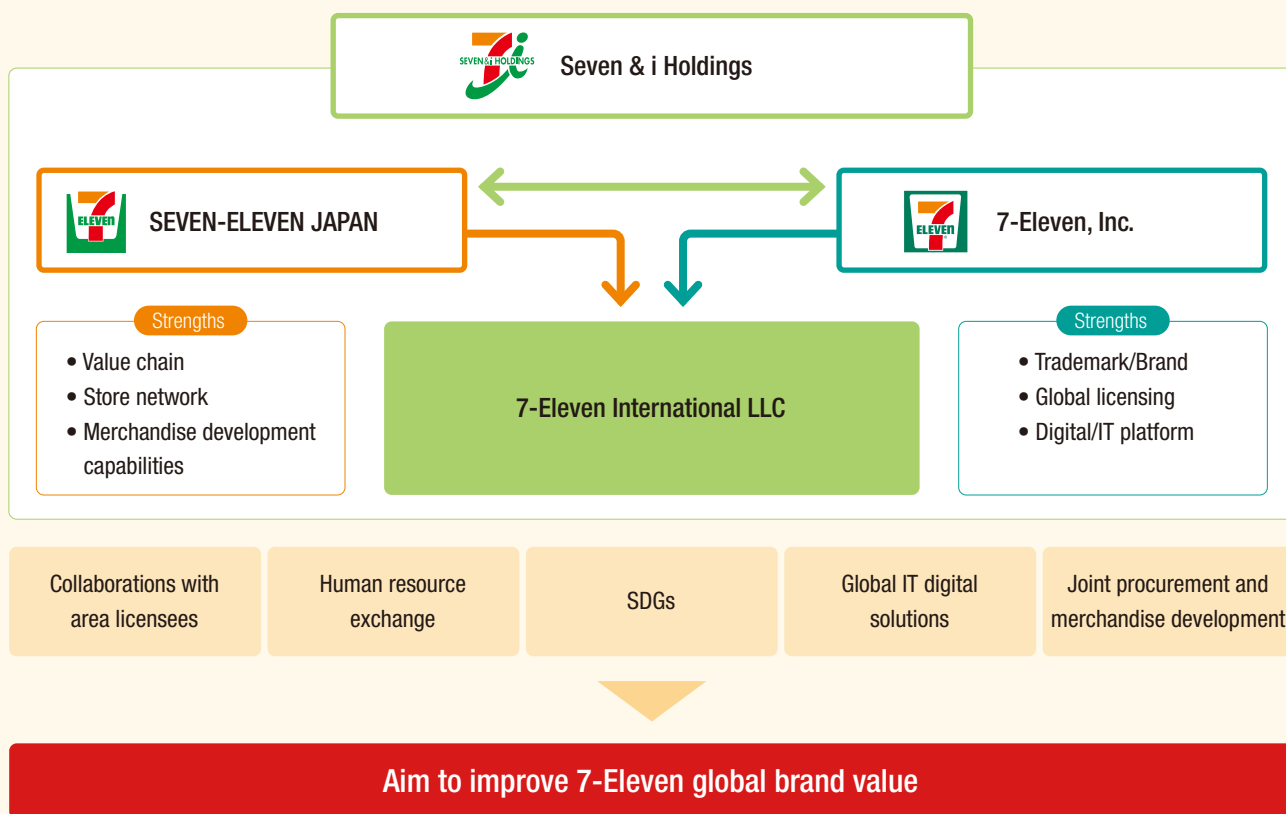 SEVEN&i HOLDINGS
Seven & i Holdings
7
ELEVEN
SEVEN-ELEVEN JAPAN
7
ELEVEN
7-Eleven, Inc.
Strengths
• Value chain
• Store network
• Merchandise development
capabilities
7-Eleven International LLC
Strengths
• Trademark/Brand
• Global licensing
• Digital/IT platform
Collaborations with
area licensees
Human resource
exchange
SDGs
Global IT digital
solutions
Joint procurement and
merchandise development
Aim to improve 7-Eleven global brand value